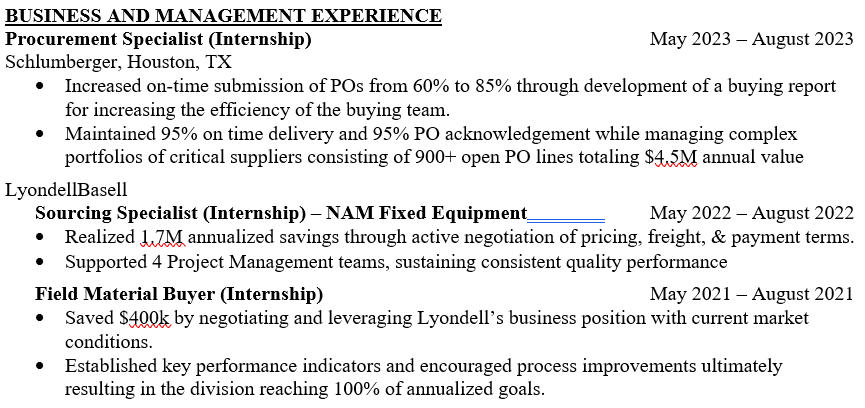 BUSINESS AND MANAGEMENT EXPERIENCE
Procurement Specialist (Internship) May 2023 – August 2023
Schlumberger, Houston, TX
• Increased on-time submission of POs from 60% to 85% through development of a buying report
for increasing the efficiency of the buying team.
• Maintained 95% on time delivery and 95% PO acknowledgement while managing complex
portfolios of critical suppliers consisting of 900+ open PO lines totaling $4.5M annual value
LyondellBasell
Sourcing Specialist (Internship) – NAM Fixed Equipment May 2022 – August 2022
• Realized 1.7M annualized savings through active negotiation of pricing, freight, & payment terms.
• Supported 4 Project Management teams, sustaining consistent quality performance
Field Material Buyer (Internship) May 2021 – August 2021
• Saved $400k by negotiating and leveraging Lyondell’s business position with current market
conditions.
• Established key performance indicators and encouraged process improvements ultimately
resulting in the division reaching 100% of annualized goals.